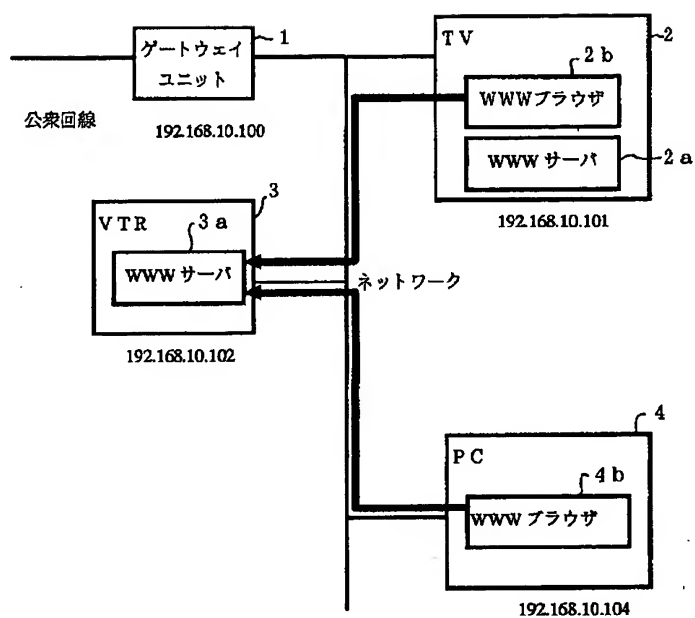 ゲートウェイ
ユニット
1
公衆回線
192.168.10.100
TV
2
2b
WWWブラウザ
WWWサーバ
2a
192.168.10.101
VTR
3
3a
WWWサーバ
192.168.10.102
ネットワーク
PC
4
4b
WWWブラウザ
192.168.10.104